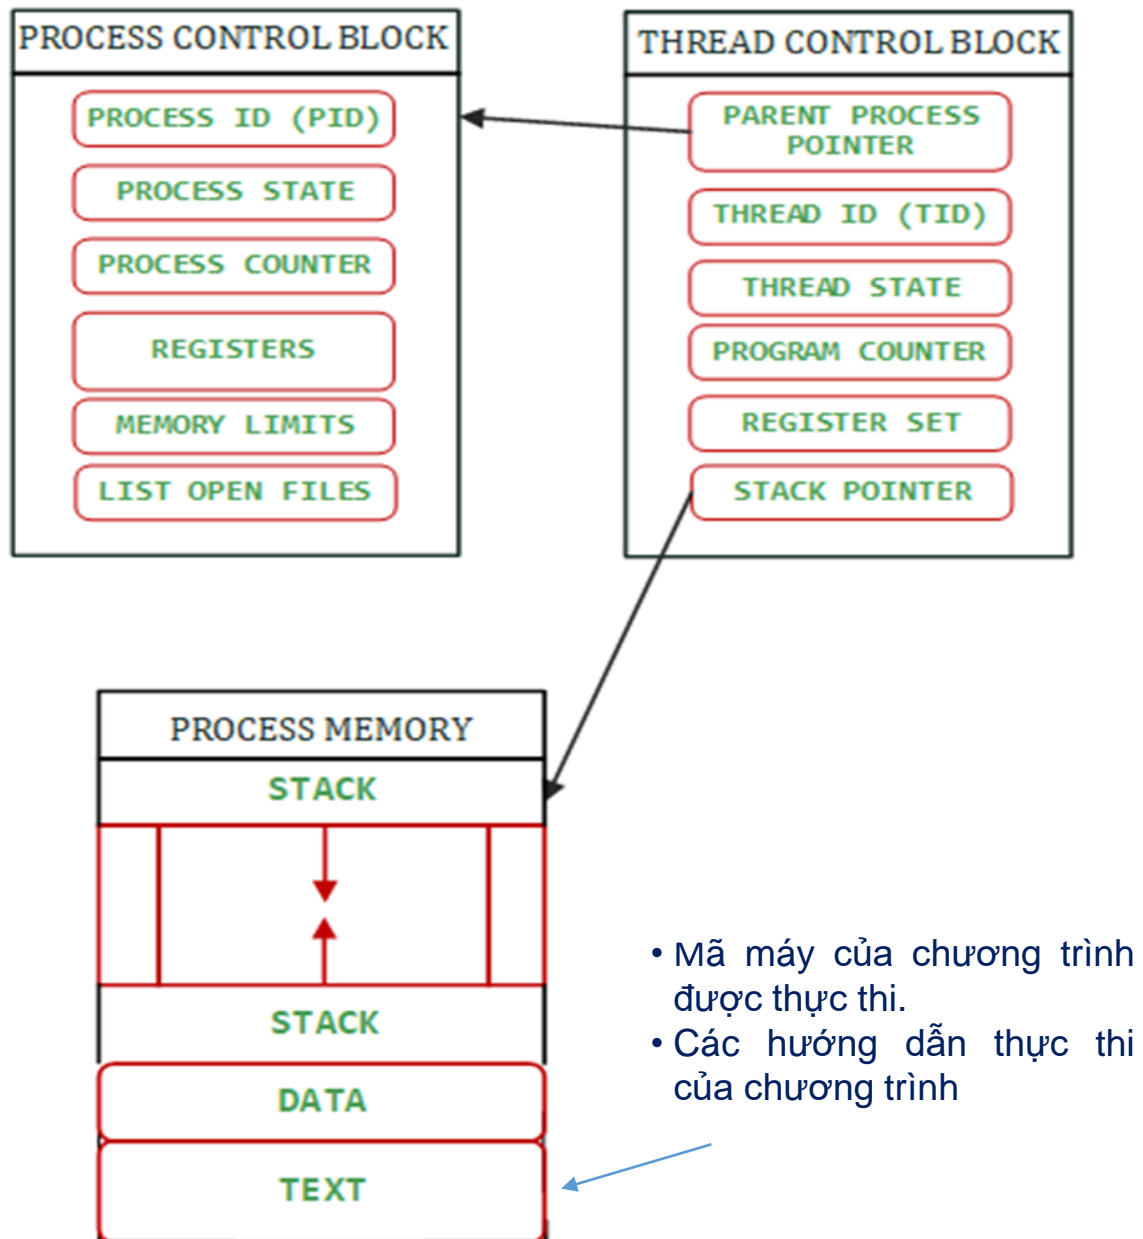 PROCESS CONTROL BLOCK
PROCESS ID (PID)
PROCESS STATE
PROCESS COUNTER
REGISTERS
MEMORY LIMITS
LIST OPEN FILES
THREAD CONTROL BLOCK
PARENT PROCESS
POINTER
THREAD ID (TID)
THREAD STATE
PROGRAM COUNTER
REGISTER SET
STACK POINTER
PROCESS MEMORY
STACK
STACK
DATA
TEXT
• Mã máy của chương trình
được thực thi.
• Các hướng dẫn thực thi
của chương trình